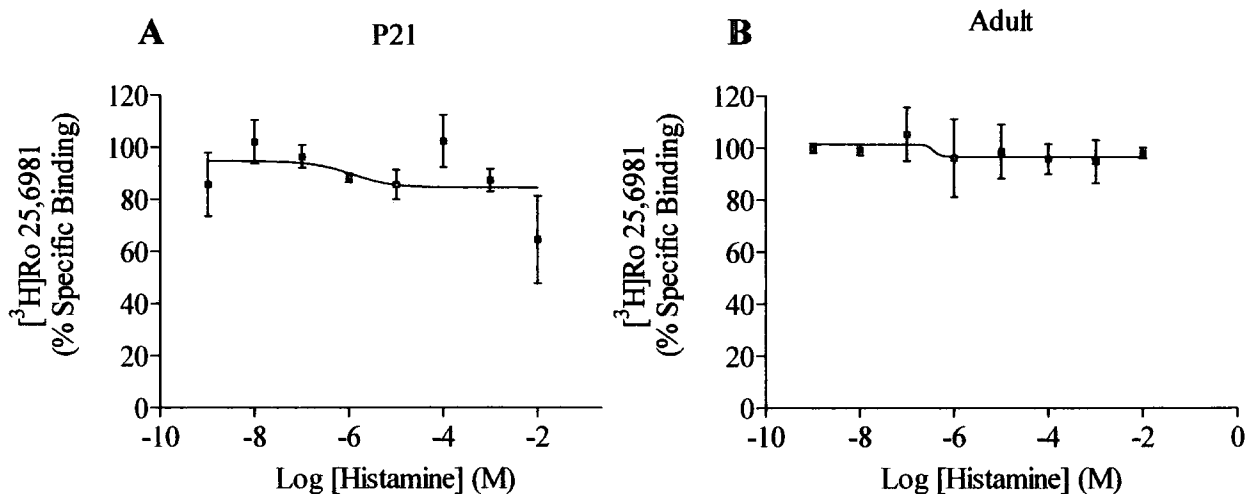 A
P21
120
100
80
60
40
20
0
-10
-8
-6
-4
-2
Log [Histamine] (M)
[³H]Ro 25,6981
(% Specific Binding)
B
Adult
120
100
80
60
40
20
0
-10
-8
-6
-4
-2
0
Log [Histamine] (M)
[³H]Ro 25,6981
(% Specific Binding)